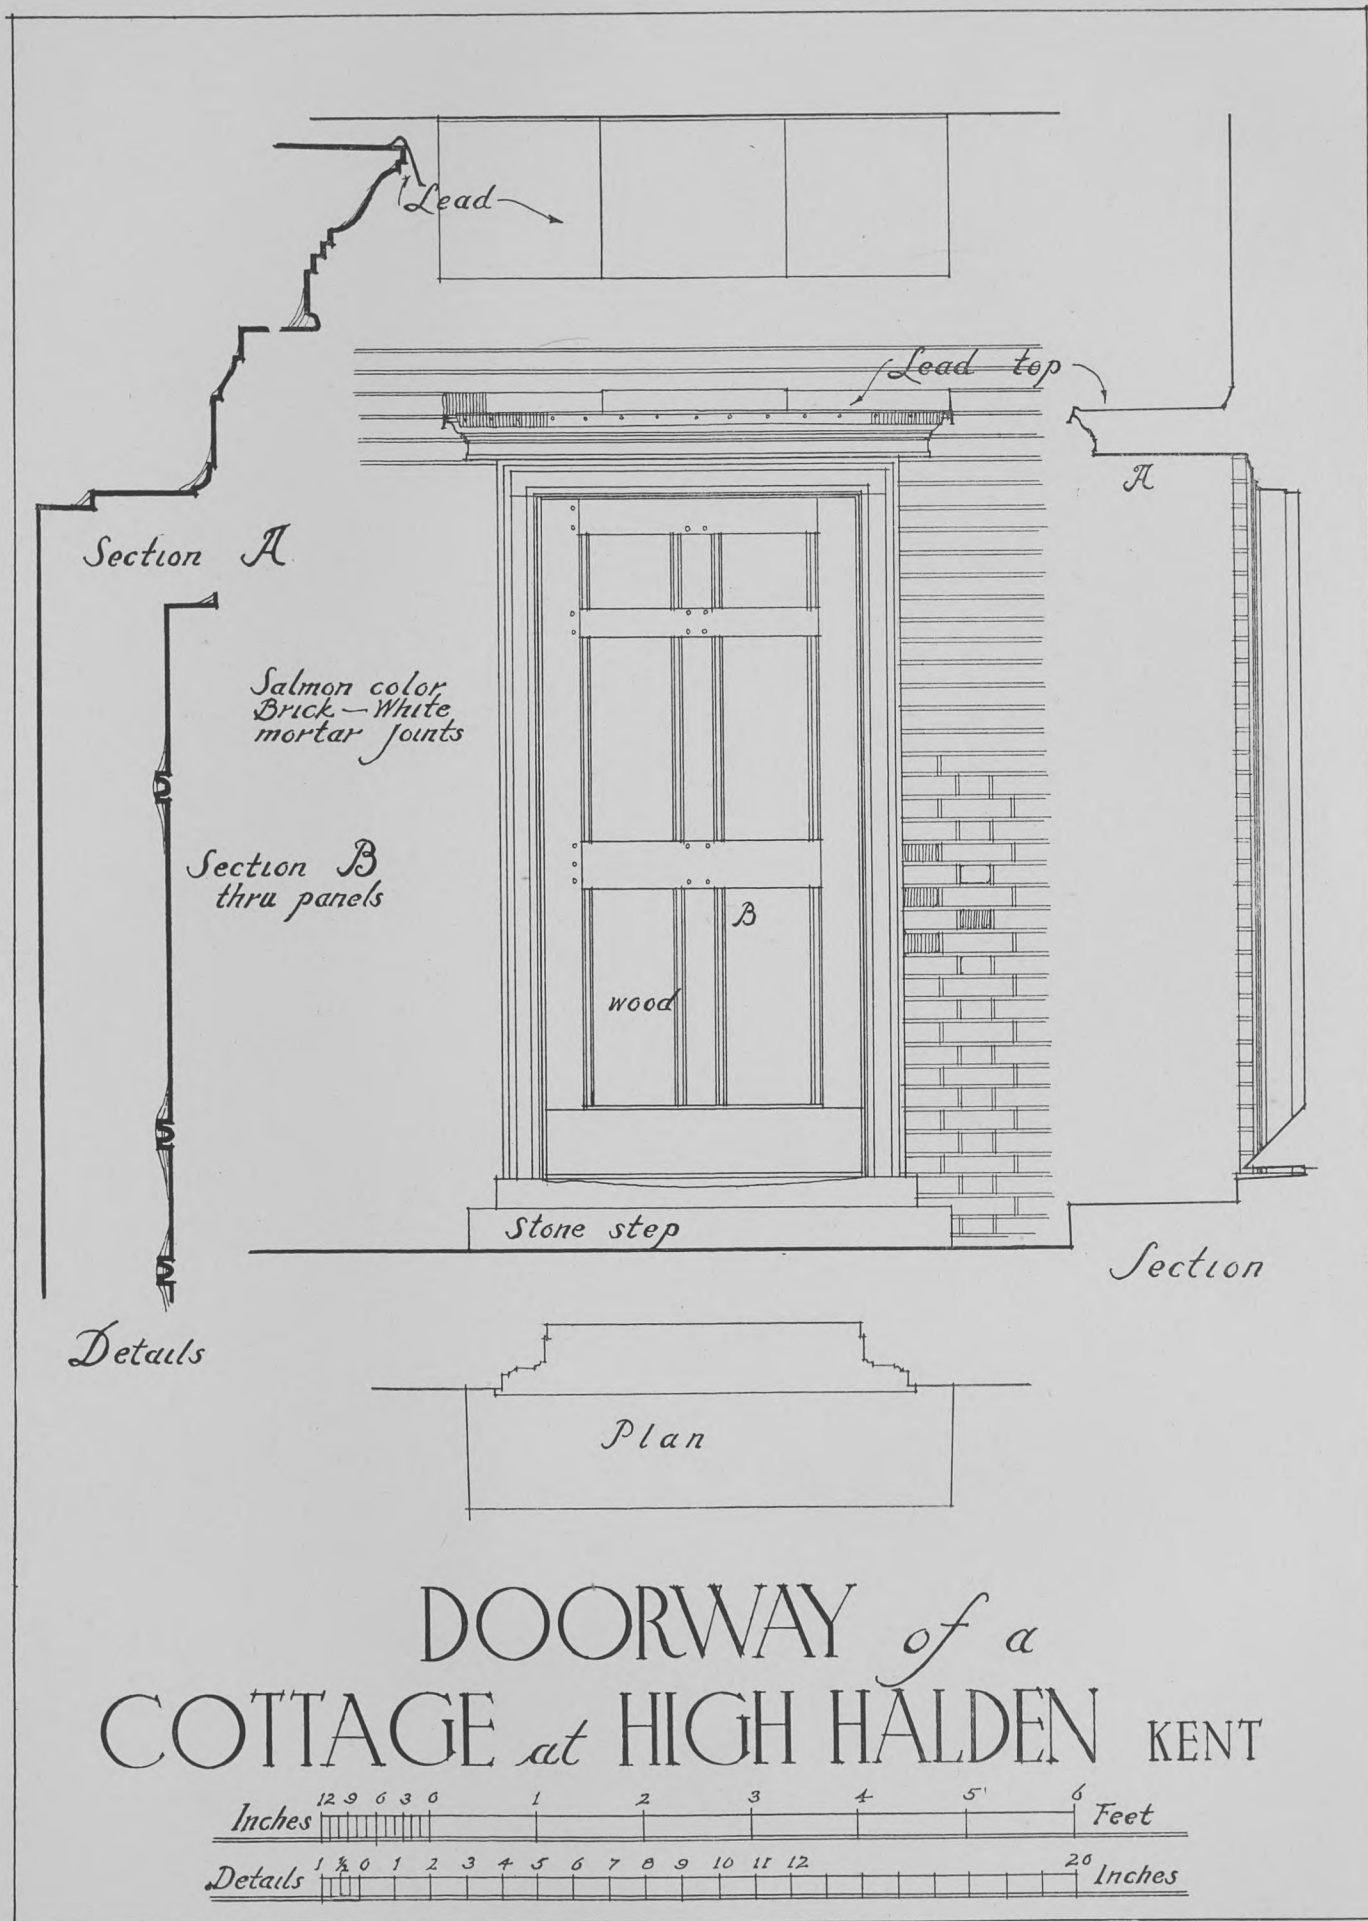 Lead
Lead top
A
Section A
Salmon color
Brick — White
mortar joints
Section B
thru panels
B
wood
Stone step
Section
Details
Plan
DOORWAY of a
COTTAGE at HIGH HALDEN KENT
Inches 12 9 6 3 0 1 2 3 4 5' 6 Feet
Details 1 ½ 0 1 2 3 4 5 6 7 8 9 10 11 12 20 Inches